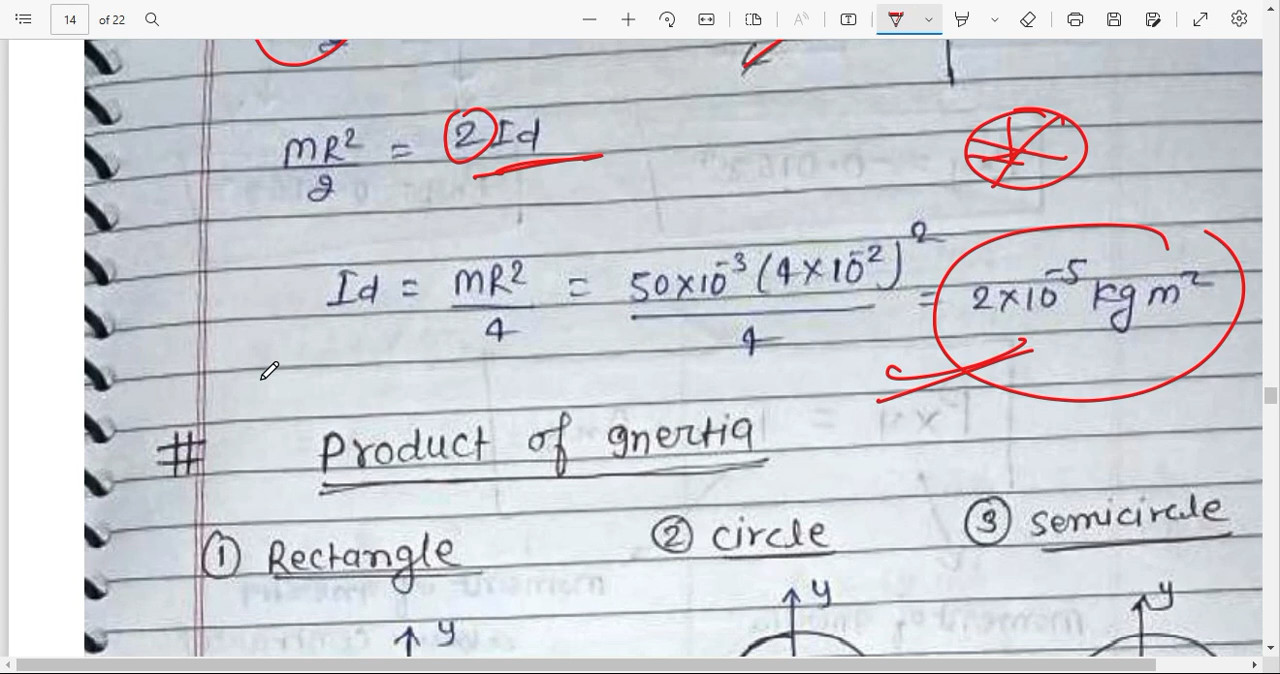 14 of 22
mR²/2 = 2Id
Id = mR²/4 = 50×10⁻³(4×10⁻²)²/4 = 2×10⁻⁵ kg m²
# Product of Inertia
① Rectangle ② circle ③ semicircle
y y y